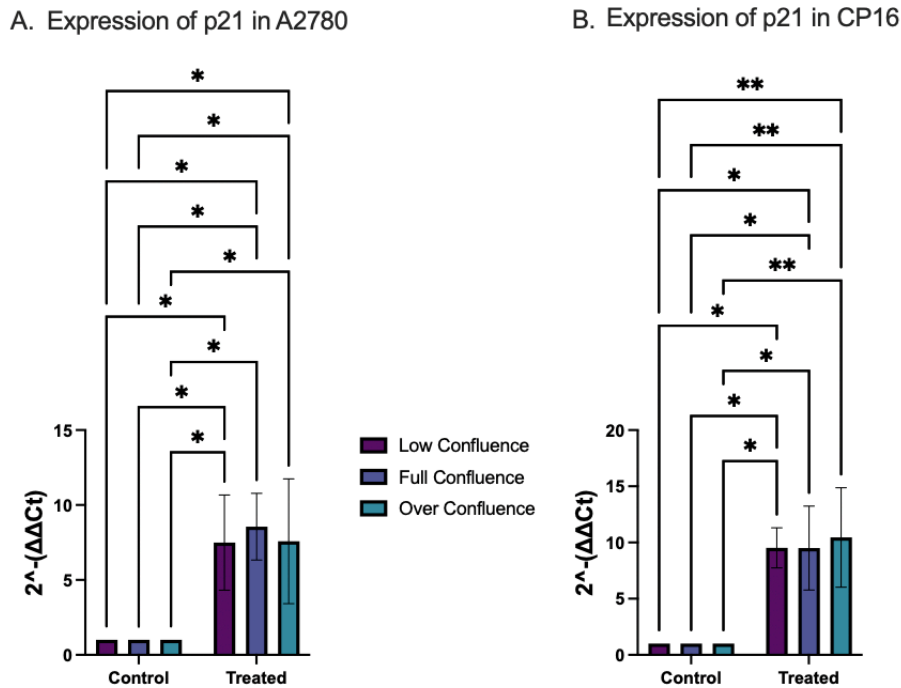 A. Expression of p21 in A2780
*
*
*
*
*
*
*
*
*
15
10
5
0
2^-(ΔΔCt)
Control
Treated
Low Confluence
Full Confluence
Over Confluence
B. Expression of p21 in CP16
**
**
*
*
**
*
*
*
*
20
15
10
5
0
2^-(ΔΔCt)
Control
Treated